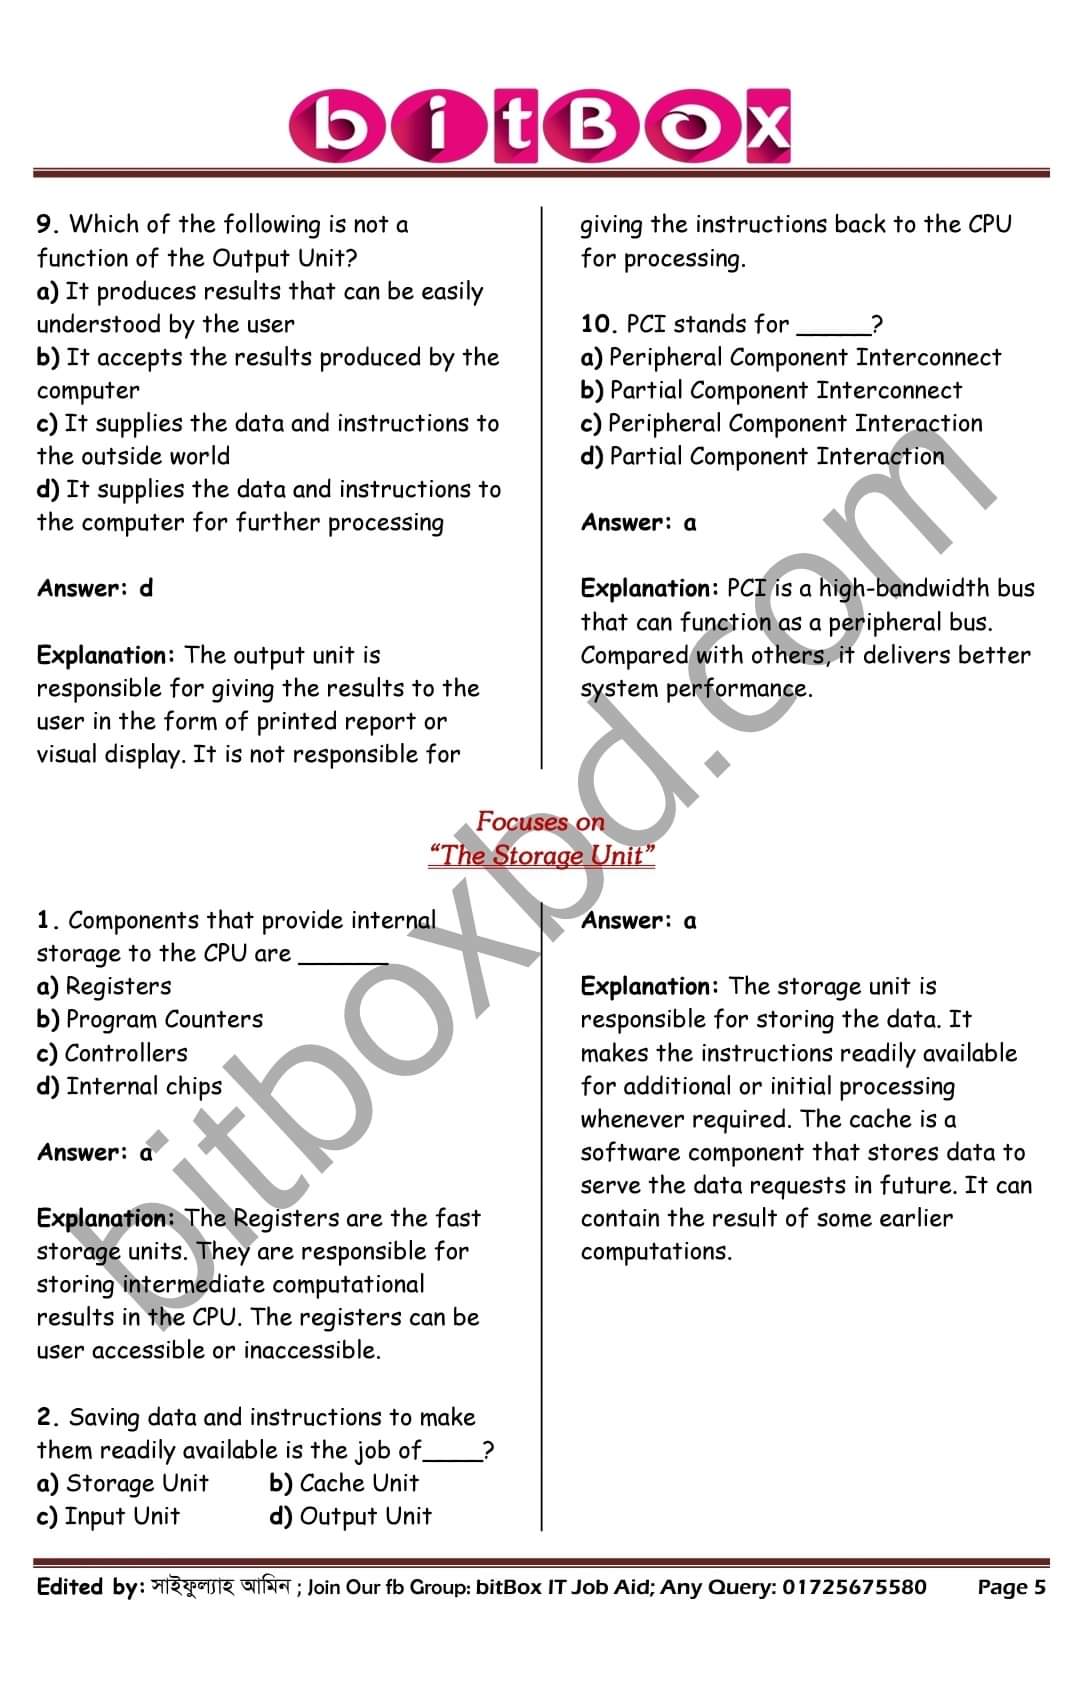 bitBox
9. Which of the following is not a
function of the Output Unit?
a) It produces results that can be easily
understood by the user
b) It accepts the results produced by the
computer
c) It supplies the data and instructions to
the outside world
d) It supplies the data and instructions to
the computer for further processing
Answer: d
Explanation: The output unit is
responsible for giving the results to the
user in the form of printed report or
visual display. It is not responsible for
giving the instructions back to the CPU
for processing.
10. PCI stands for ______?
a) Peripheral Component Interconnect
b) Partial Component Interconnect
c) Peripheral Component Interaction
d) Partial Component Interaction
Answer: a
Explanation: PCI is a high-bandwidth bus
that can function as a peripheral bus.
Compared with others, it delivers better
system performance.
Focuses on
“The Storage Unit”
1. Components that provide internal
storage to the CPU are _______
a) Registers
b) Program Counters
c) Controllers
d) Internal chips
Answer: a
Explanation: The Registers are the fast
storage units. They are responsible for
storing intermediate computational
results in the CPU. The registers can be
user accessible or inaccessible.
2. Saving data and instructions to make
them readily available is the job of_____?
a) Storage Unit b) Cache Unit
c) Input Unit d) Output Unit
Answer: a
Explanation: The storage unit is
responsible for storing the data. It
makes the instructions readily available
for additional or initial processing
whenever required. The cache is a
software component that stores data to
serve the data requests in future. It can
contain the result of some earlier
computations.
bitboxbd.com
Edited by: সাইফুল্যাহ আমিন ; Join Our fb Group: bitBox IT Job Aid; Any Query: 01725675580 Page 5